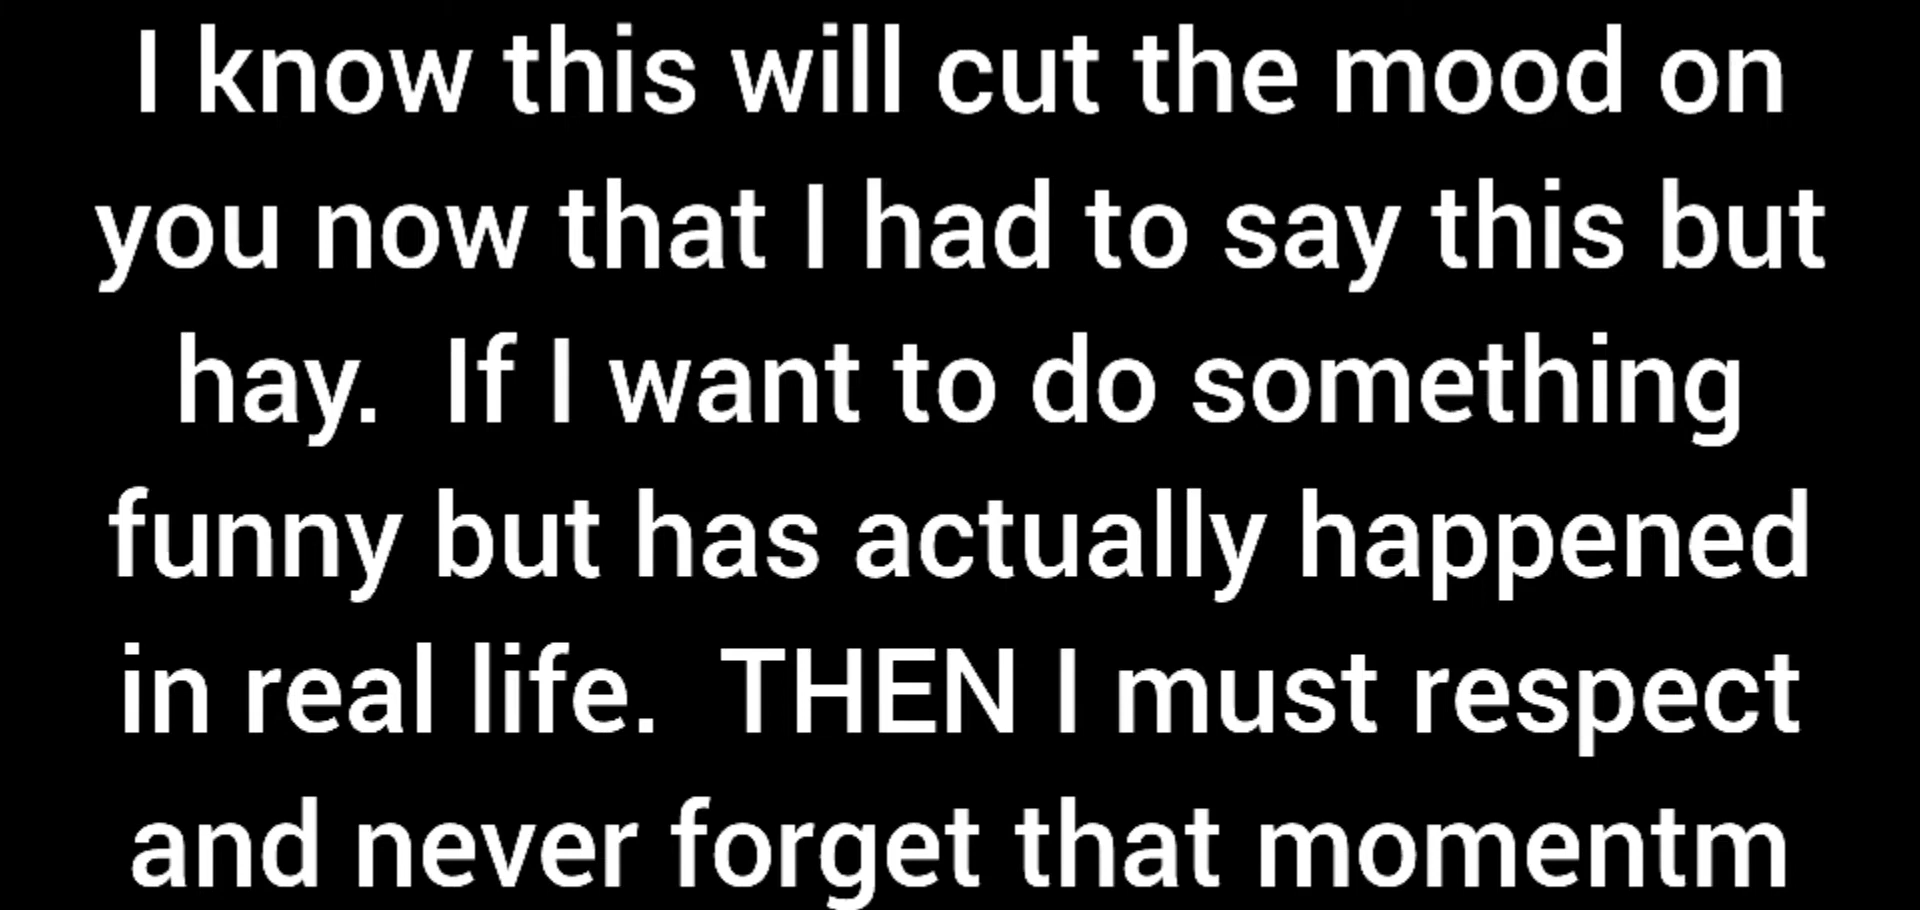 I know this will cut the mood on
you now that I had to say this but
hay.  If I want to do something
funny but has actually happened
in real life.  THEN I must respect
and never forget that momentm